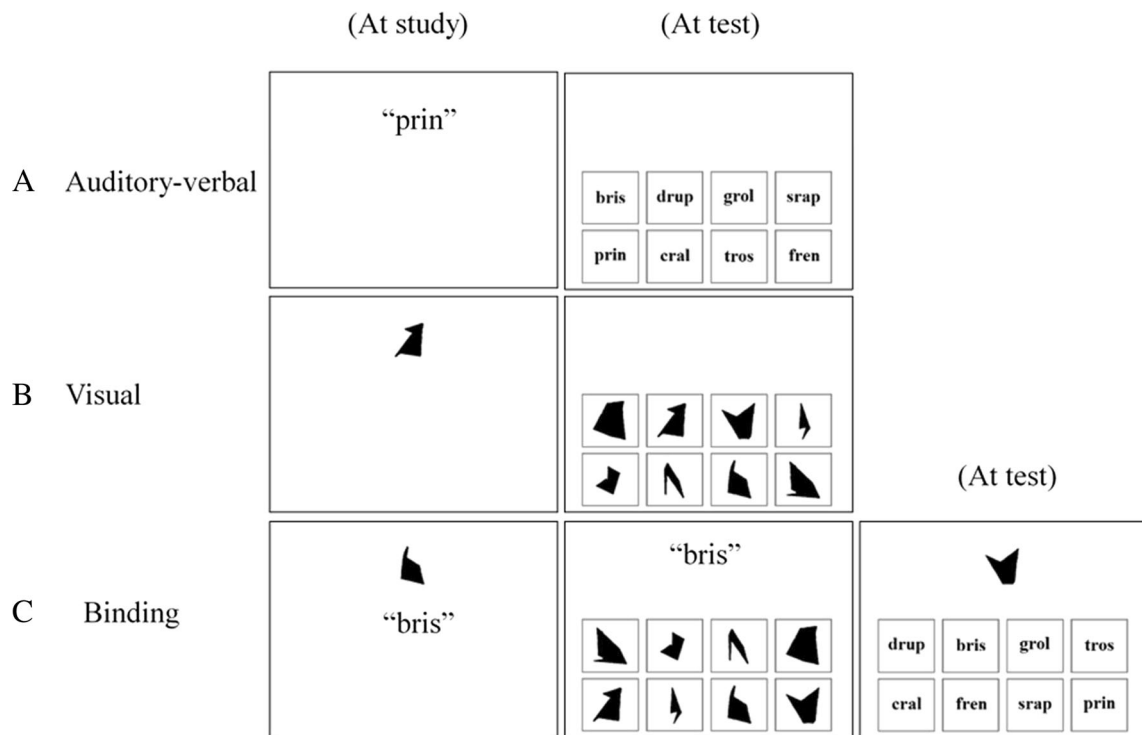 (At study) (At test)
“prin”
A Auditory-verbal
bris drup grol srap
prin cral tros fren
B Visual
(At test)
“bris”
C Binding “bris”
drup bris grol tros
cral fren srap prin